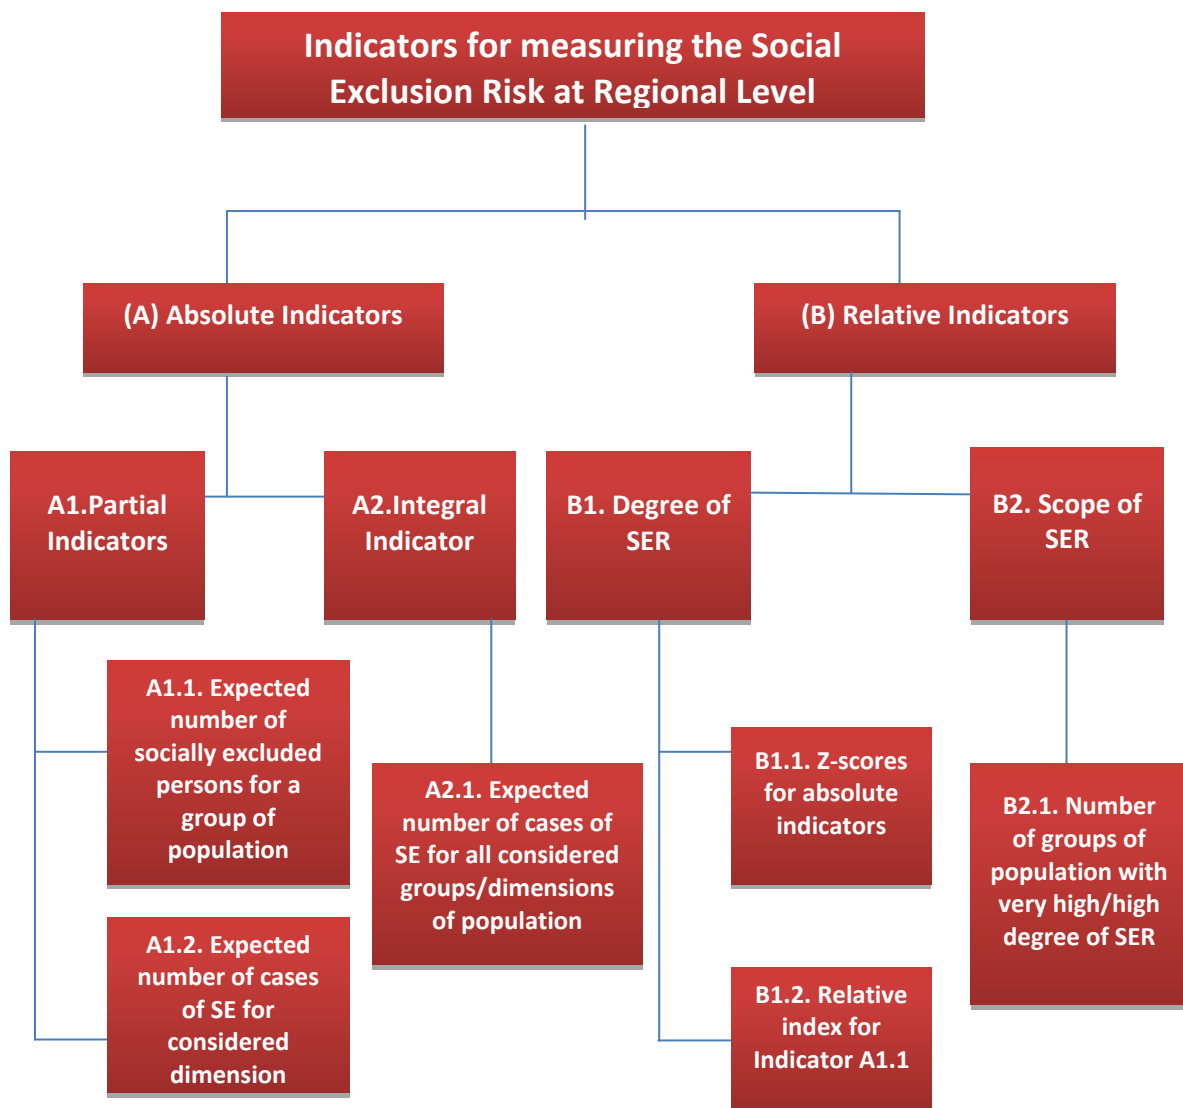 Indicators for measuring the Social
Exclusion Risk at Regional Level
(A) Absolute Indicators
(B) Relative Indicators
A1.Partial
Indicators
A2.Integral
Indicator
B1. Degree of
SER
B2. Scope of
SER
A1.1. Expected
number of
socially excluded
persons for a
group of
population
A1.2. Expected
number of cases
of SE for
considered
dimension
A2.1. Expected
number of cases of
SE for all considered
groups/dimensions
of population
B1.1. Z-scores
for absolute
indicators
B1.2. Relative
index for
Indicator A1.1
B2.1. Number
of groups of
population with
very high/high
degree of SER